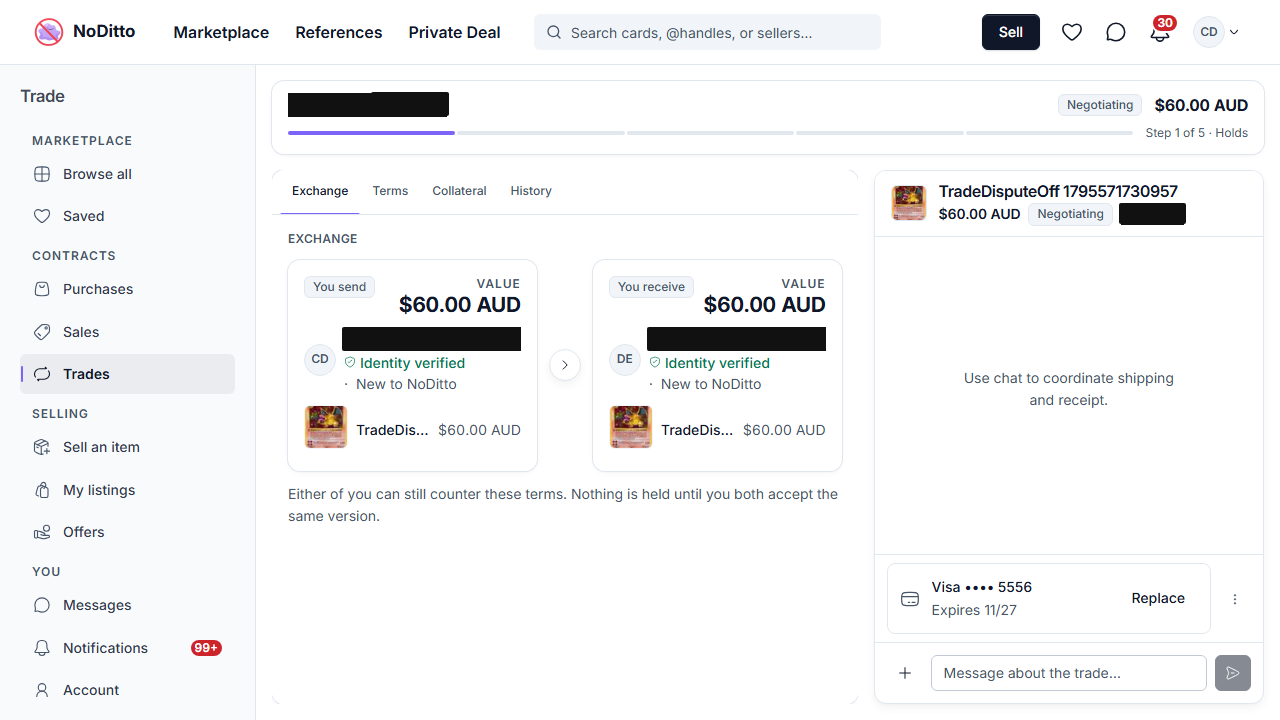 NoDitto
Marketplace
References
Private Deal
Search cards, @handles, or sellers...
Sell
30
CD
Trade
MARKETPLACE
Browse all
Saved
CONTRACTS
Purchases
Sales
Trades
SELLING
Sell an item
My listings
Offers
YOU
Messages
Notifications
99+
Account
Negotiating
$60.00 AUD
Step 1 of 5 · Holds
Exchange
Terms
Collateral
History
EXCHANGE
You send
VALUE
$60.00 AUD
CD
Identity verified
· New to NoDitto
TradeDis...
$60.00 AUD
You receive
VALUE
$60.00 AUD
DE
Identity verified
· New to NoDitto
TradeDis...
$60.00 AUD
Either of you can still counter these terms. Nothing is held until you both accept the
same version.
TradeDisputeOff 1795571730957
$60.00 AUD
Negotiating
Use chat to coordinate shipping
and receipt.
Visa •••• 5556
Expires 11/27
Replace
Message about the trade...